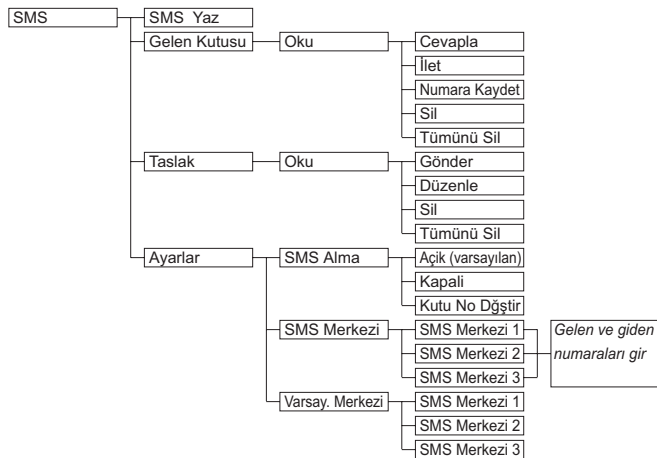 SMS
SMS Yaz
Gelen Kutusu
Oku
Cevapla
İlet
Numara Kaydet
Sil
Tümünü Sil
Taslak
Oku
Gönder
Düzenle
Sil
Tümünü Sil
Ayarlar
SMS Alma
Açik (varsayılan)
Kapali
Kutu No Dğştir
SMS Merkezi
SMS Merkezi 1
SMS Merkezi 2
SMS Merkezi 3
Gelen ve giden
numaraları gir
Varsay. Merkezi
SMS Merkezi 1
SMS Merkezi 2
SMS Merkezi 3